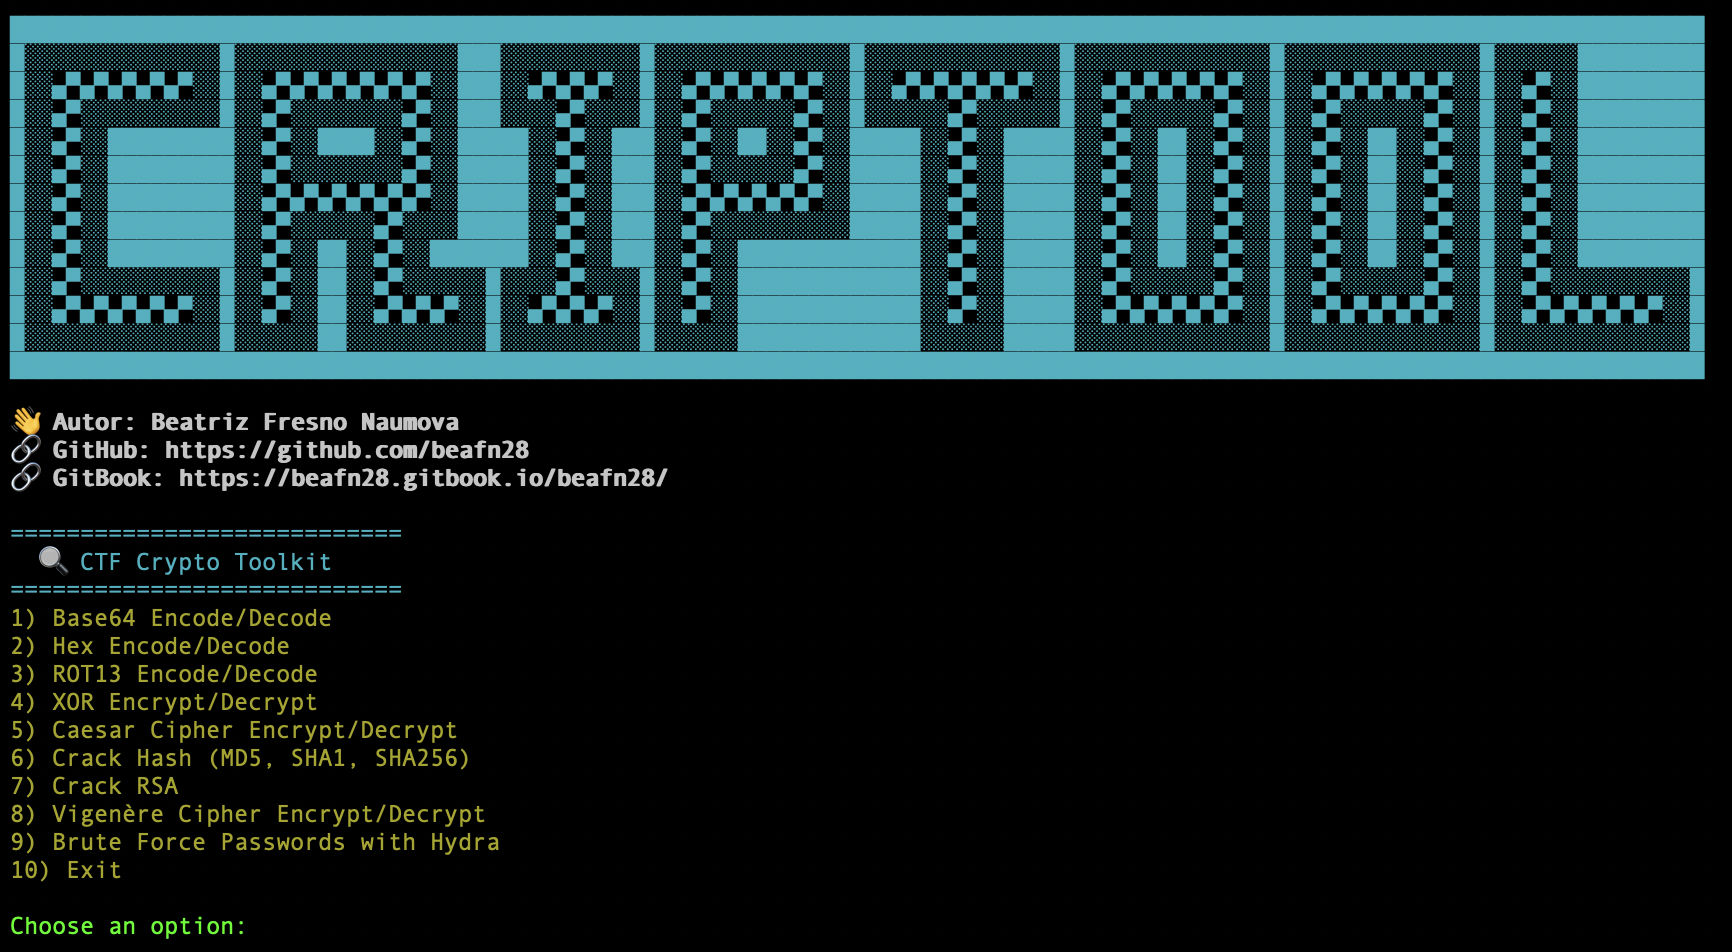 CRIPTOOL
👋 Autor: Beatriz Fresno Naumova
🔗 GitHub: https://github.com/beafn28
🔗 GitBook: https://beafn28.gitbook.io/beafn28/
============================
🔍 CTF Crypto Toolkit
============================
1) Base64 Encode/Decode
2) Hex Encode/Decode
3) ROT13 Encode/Decode
4) XOR Encrypt/Decrypt
5) Caesar Cipher Encrypt/Decrypt
6) Crack Hash (MD5, SHA1, SHA256)
7) Crack RSA
8) Vigenère Cipher Encrypt/Decrypt
9) Brute Force Passwords with Hydra
10) Exit
Choose an option: